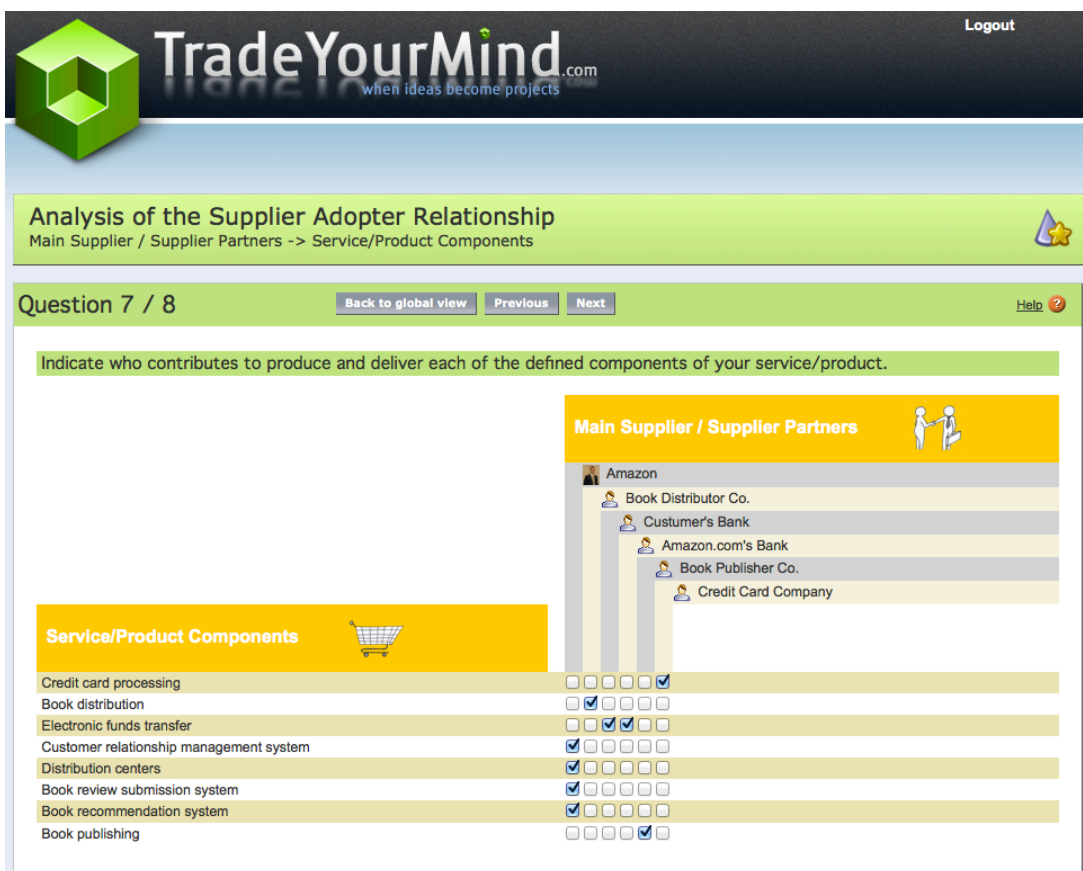 Logout
TradeYourMind.com
when ideas become projects
Analysis of the Supplier Adopter Relationship
Main Supplier / Supplier Partners -> Service/Product Components
Question 7 / 8
Back to global view
Previous
Next
Help
Indicate who contributes to produce and deliver each of the defined components of your service/product.
Main Supplier / Supplier Partners
Amazon
Book Distributor Co.
Custumer's Bank
Amazon.com's Bank
Book Publisher Co.
Credit Card Company
Service/Product Components
Credit card processing
Book distribution
Electronic funds transfer
Customer relationship management system
Distribution centers
Book review submission system
Book recommendation system
Book publishing